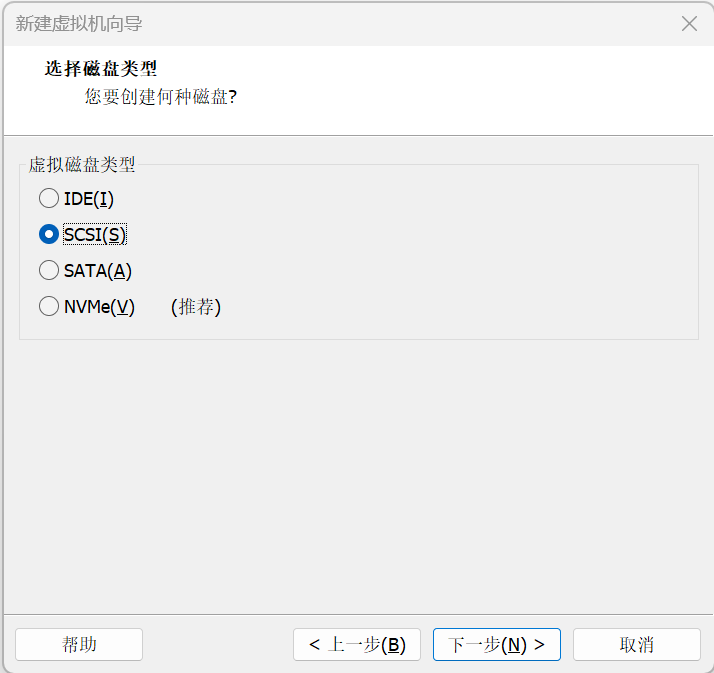 新建虚拟机向导
选择磁盘类型
您要创建何种磁盘?
虚拟磁盘类型
IDE(I)
SCSI(S)
SATA(A)
NVMe(V) (推荐)
帮助 < 上一步(B) 下一步(N) > 取消